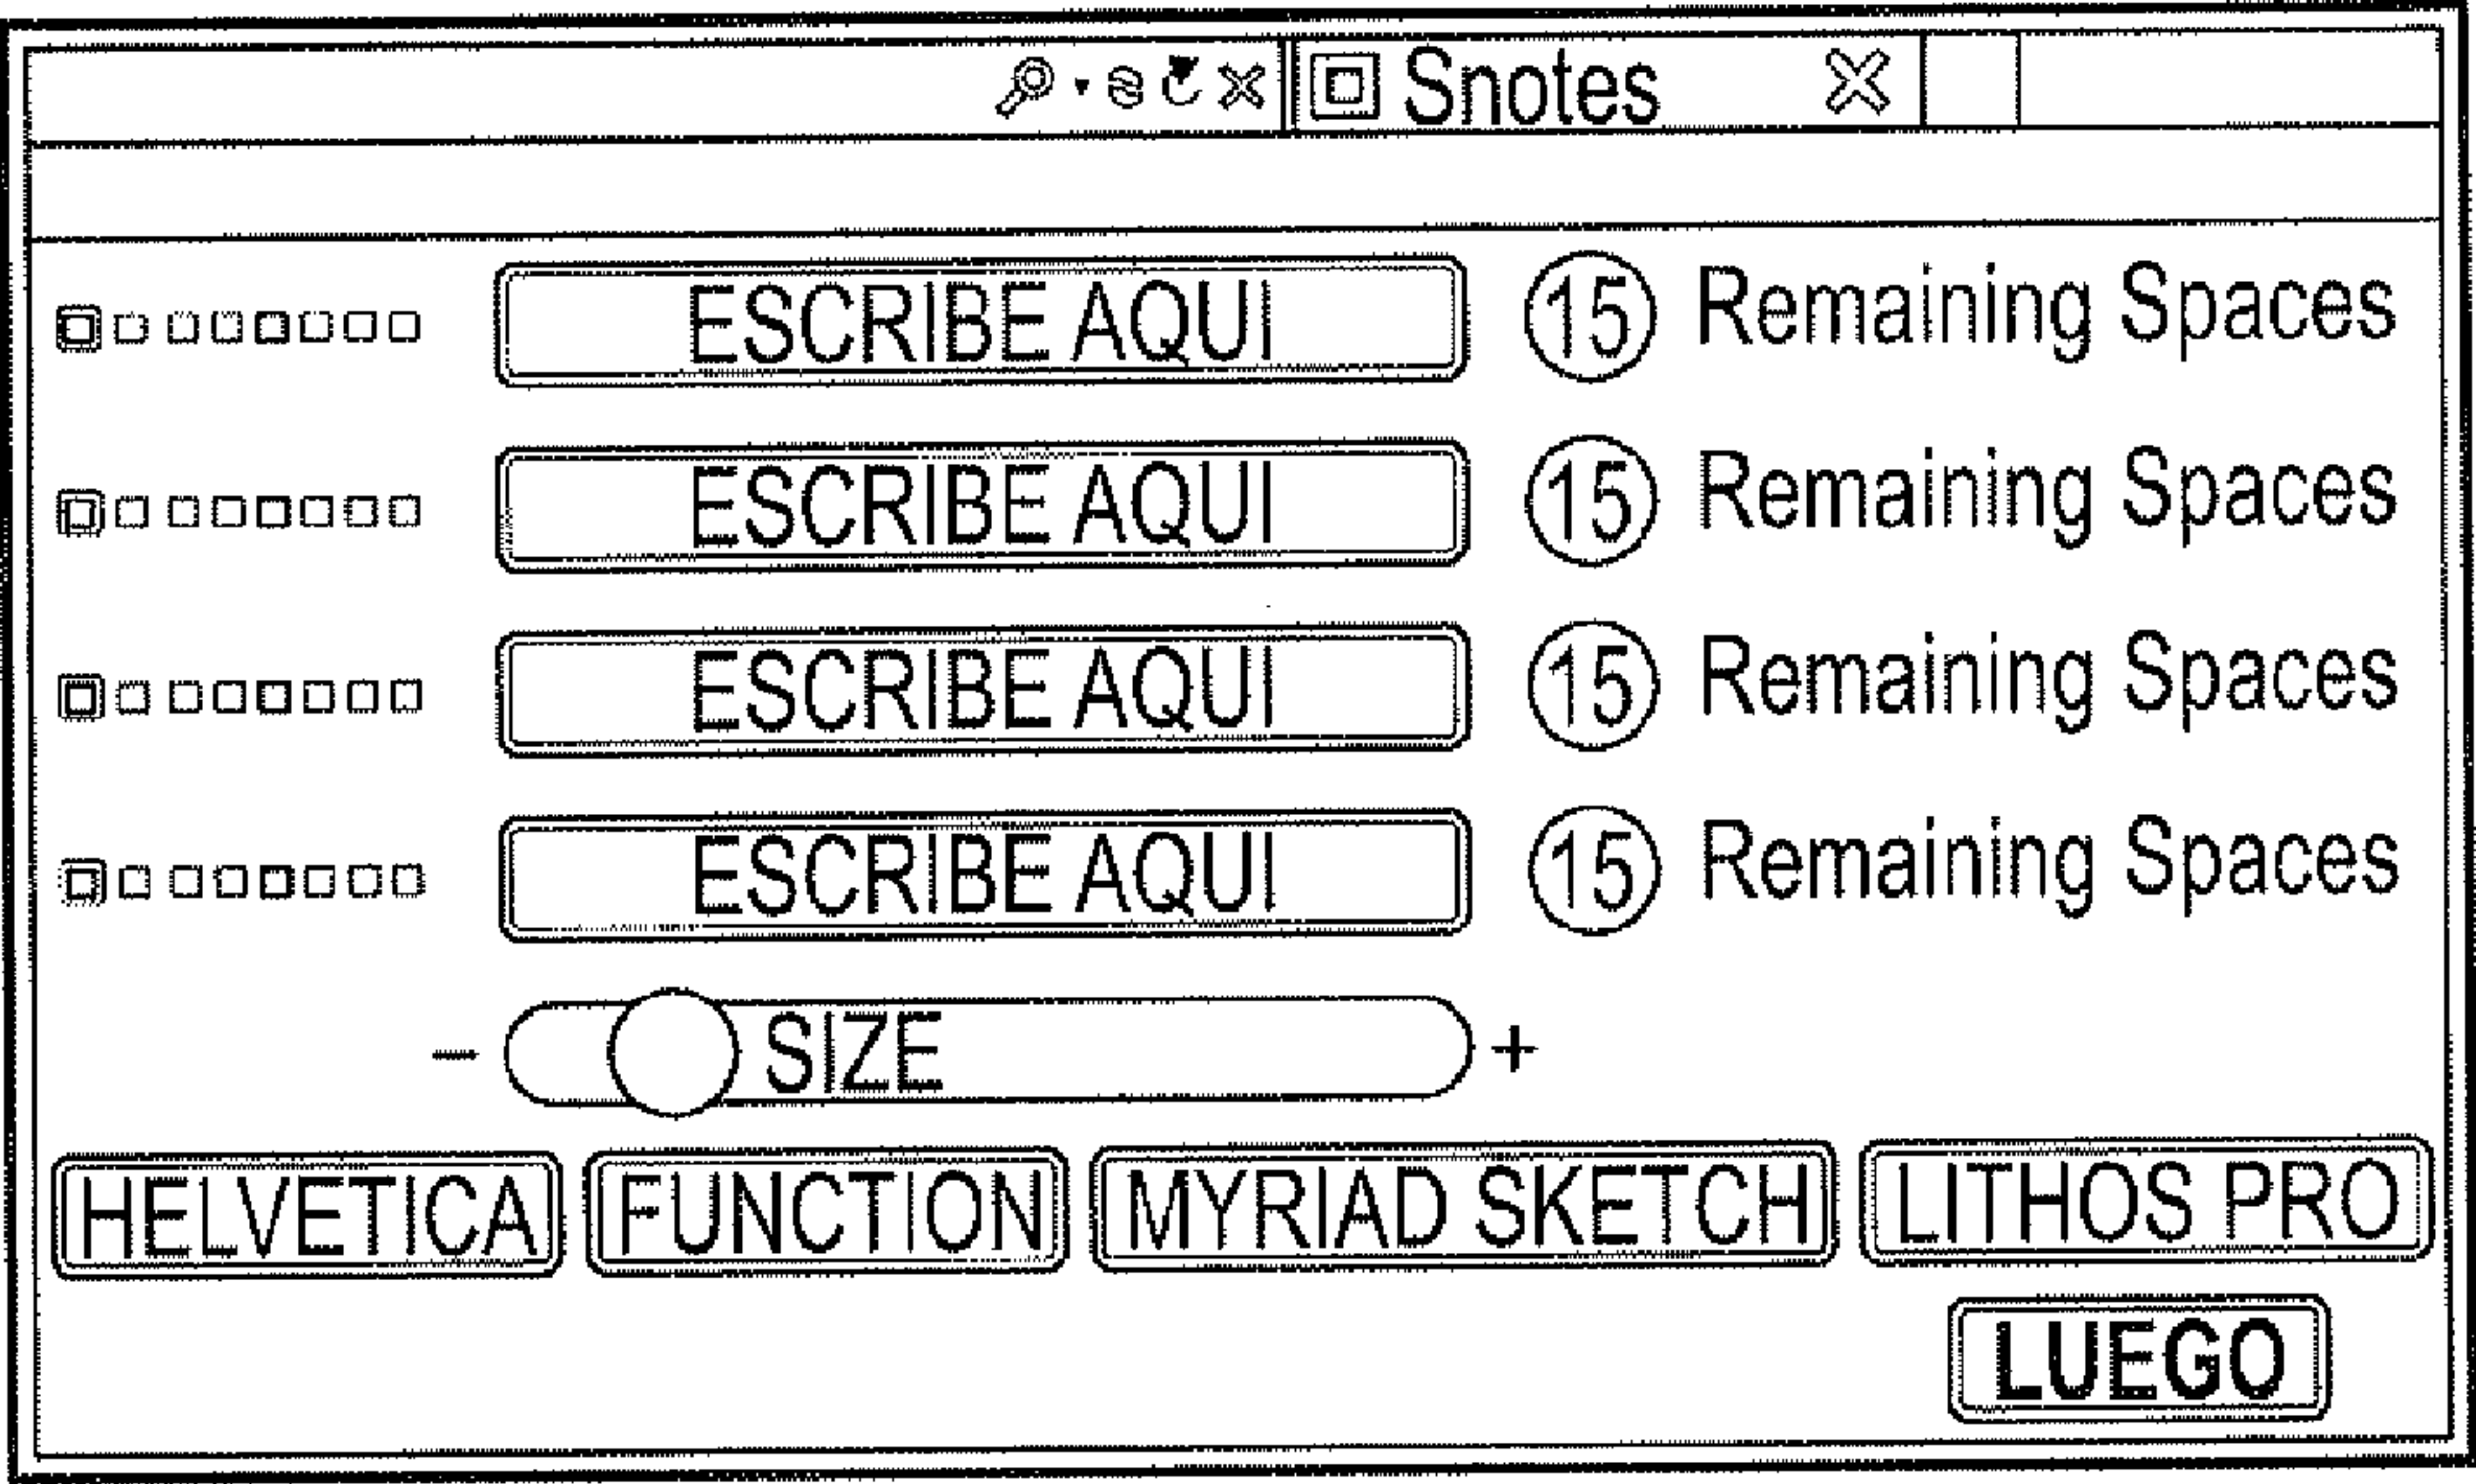 Snotes
ESCRIBE AQUI 15 Remaining Spaces
ESCRIBE AQUI 15 Remaining Spaces
ESCRIBE AQUI 15 Remaining Spaces
ESCRIBE AQUI 15 Remaining Spaces
- SIZE +
HELVETICA FUNCTION MYRIAD SKETCH LITHOS PRO
LUEGO